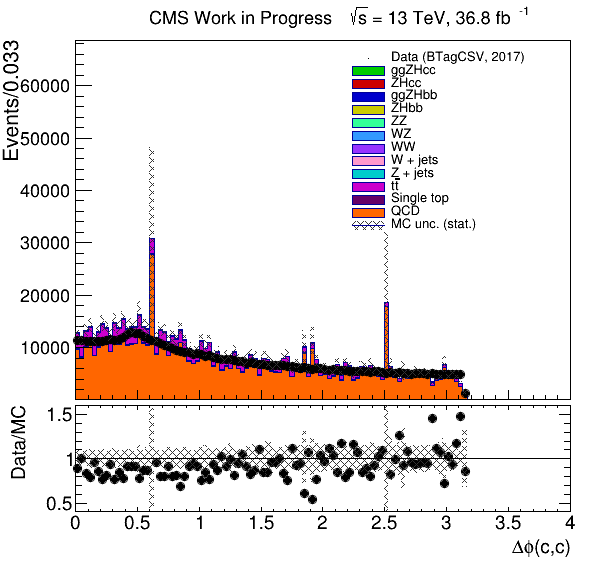 CMS Work in Progress √s = 13 TeV, 36.8 fb⁻¹
Events/0.033
60000
50000
40000
30000
20000
10000
Data (BTagCSV, 2017)
ggZHcc
ZHcc
ggZHbb
ZHbb
ZZ
WZ
WW
W + jets
Z + jets
tt̄
Single top
QCD
MC unc. (stat.)
Data/MC
1.5
1
0.5
0 0.5 1 1.5 2 2.5 3 3.5 4
Δϕ(c,c)